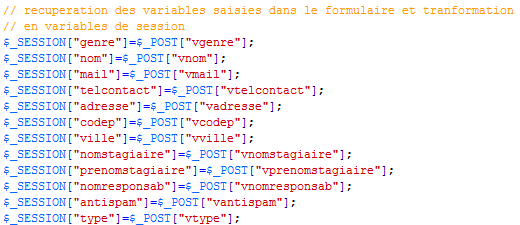 // recuperation des variables saisies dans le formulaire et tranformation
// en variables de session
$_SESSION["genre"]=$_POST["vgenre"];
$_SESSION["nom"]=$_POST["vnom"];
$_SESSION["mail"]=$_POST["vmail"];
$_SESSION["telcontact"]=$_POST["vtelcontact"];
$_SESSION["adresse"]=$_POST["vadresse"];
$_SESSION["codep"]=$_POST["vcodep"];
$_SESSION["ville"]=$_POST["vville"];
$_SESSION["nomstagiaire"]=$_POST["vnomstagiaire"];
$_SESSION["prenomstagiaire"]=$_POST["vprenomstagiaire"];
$_SESSION["nomresponsab"]=$_POST["vnomresponsab"];
$_SESSION["antispam"]=$_POST["vantispam"];
$_SESSION["type"]=$_POST["vtype"];